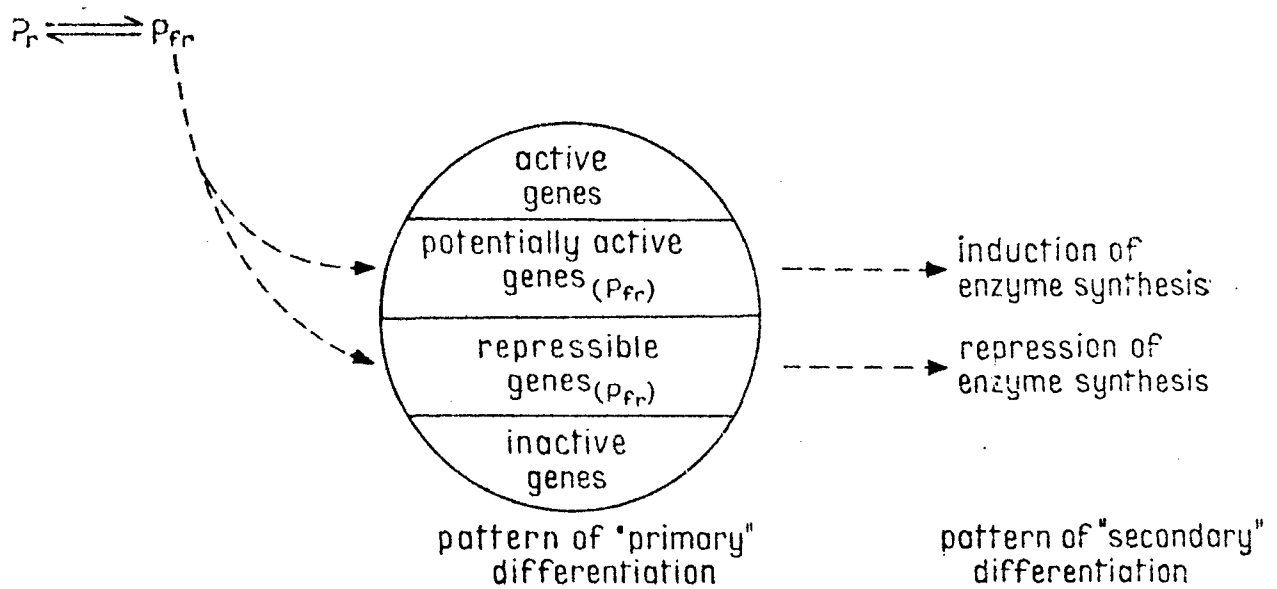 Pr ⇌ Pfr
active
genes
potentially active
genes(Pfr)
repressible
genes(Pfr)
inactive
genes
induction of
enzyme synthesis
repression of
enzyme synthesis
pattern of "primary"
differentiation
pattern of "secondary"
differentiation